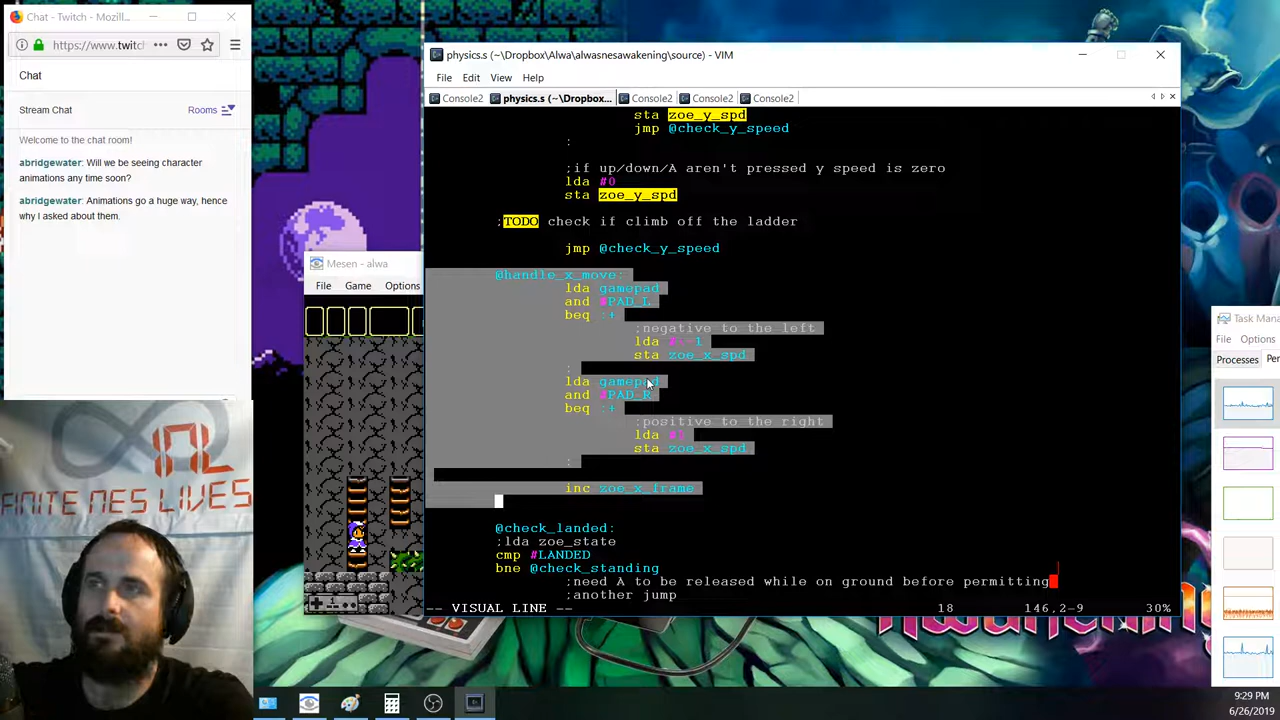 Chat - Twitch - Mozill...
https://www.twitcl
Chat
Stream Chat
Rooms
Welcome to the chat room!
abridgewater: Will we be seeing character
animations any time soon?
abridgewater: Animations go a huge way, hence
why I asked about them.
Mesen - alwa
File Game Options
physics.s (~\Dropbox\Alwa\alwasnesawakening\source) - VIM
File Edit View Help
Console2 physics.s (~\Dropbox... Console2 Console2 Console2
sta zoe_y_spd
jmp @check_y_speed
:
;if up/down/A aren't pressed y speed is zero
lda #0
sta zoe_y_spd
;TODO check if climb off the ladder
jmp @check_y_speed
@handle_x_move:
lda gamepad
and #PAD_L
beq :+
;negative to the left
lda
sta zoe_x_spd
:
lda gamepad
and #PAD_R
beq :+
;positive to the right
lda
sta zoe_x_spd
:
inc zoe_x_frame
@check_landed:
;lda zoe_state
cmp #LANDED
bne @check_standing
;need A to be released while on ground before permitting
;another jump
-- VISUAL LINE --
18
146,2-9
30%
Task Mana
File Options
Processes
FINITE NES LIVES
9:29 PM
6/26/2019